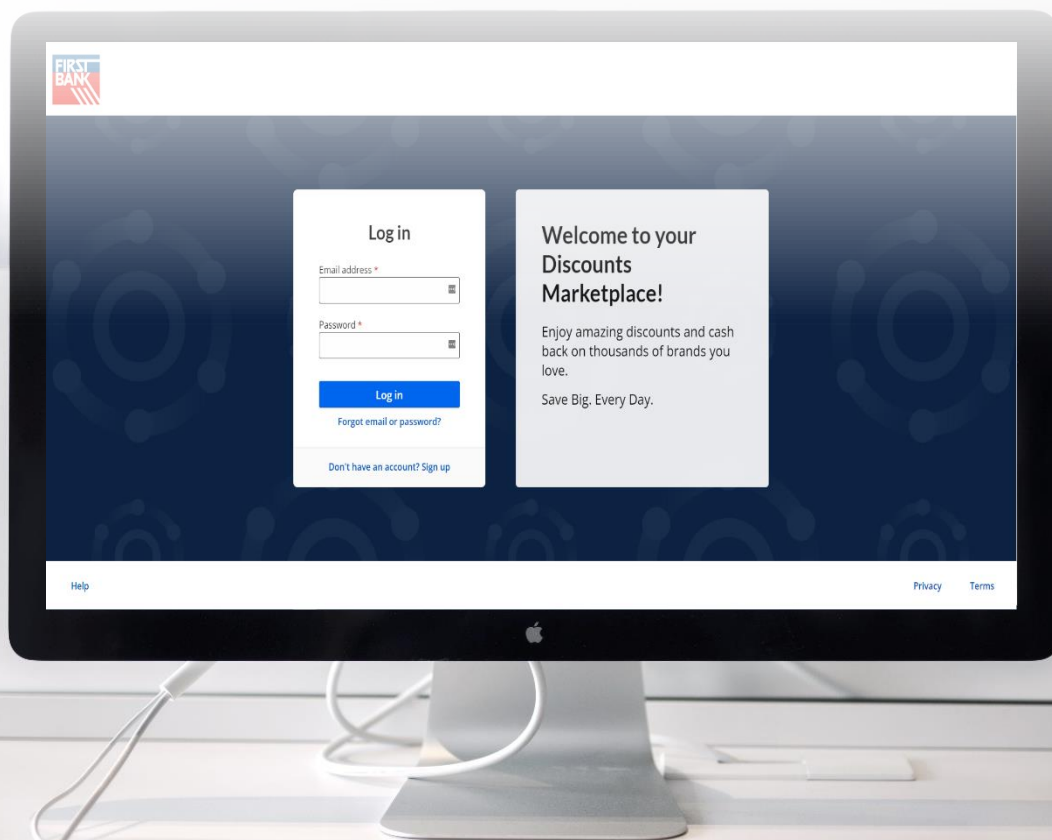 FIRST
BANK
Log in
Email address *
Password *
Log in
Forgot email or password?
Don't have an account? Sign up
Welcome to your
Discounts
Marketplace!
Enjoy amazing discounts and cash
back on thousands of brands you
love.
Save Big. Every Day.
Help
Privacy
Terms